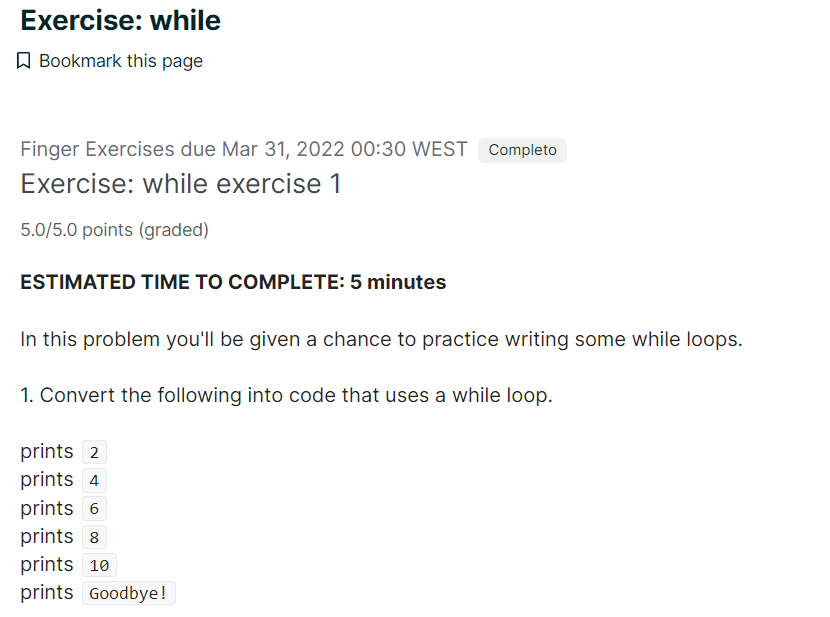 Exercise: while
Bookmark this page
Finger Exercises due Mar 31, 2022 00:30 WEST Completo
Exercise: while exercise 1
5.0/5.0 points (graded)
ESTIMATED TIME TO COMPLETE: 5 minutes
In this problem you'll be given a chance to practice writing some while loops.
1. Convert the following into code that uses a while loop.
prints 2
prints 4
prints 6
prints 8
prints 10
prints Goodbye!